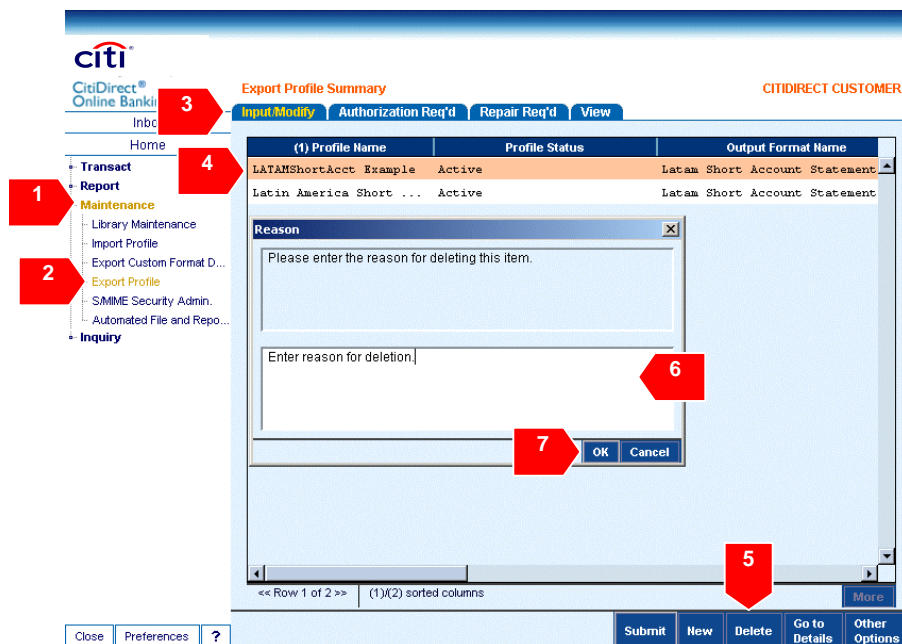 citi®
CitiDirect®
Online Banki
Inbo
Home
Transact
Report
Maintenance
Library Maintenance
Import Profile
Export Custom Format D...
Export Profile
S/MIME Security Admin.
Automated File and Repo...
Inquiry
1
2
3
Export Profile Summary
CITIDIRECT CUSTOMER
Input/Modify
Authorization Req'd
Repair Req'd
View
4
(1) Profile Name
Profile Status
Output Format Name
LATAMShortAcct Example Active Latam Short Account Statement
Latin America Short ... Active Latam Short Account Statement
Reason
Please enter the reason for deleting this item.
Enter reason for deletion.
6
7
OK
Cancel
5
<< Row 1 of 2 >>
(1)/(2) sorted columns
More
Close
Preferences
?
Submit
New
Delete
Go to Details
Other Options